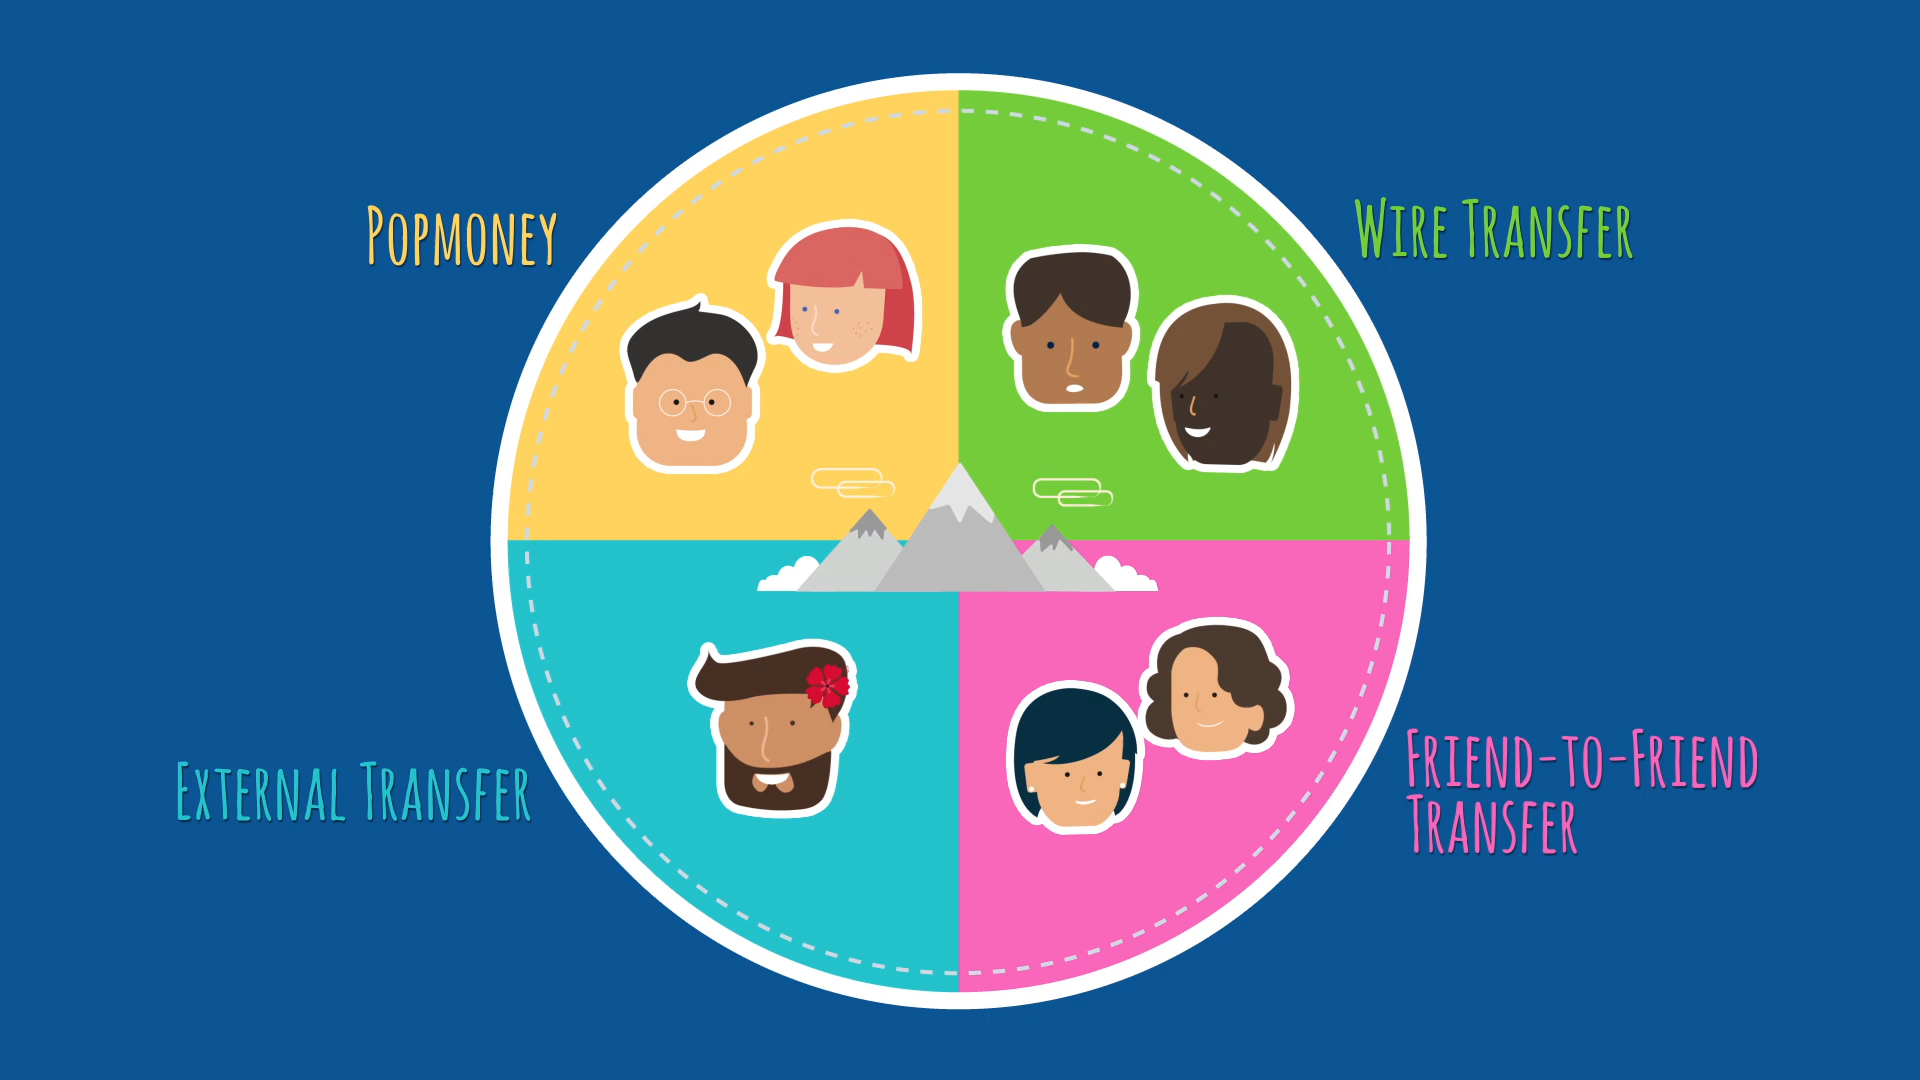 Popmoney
Wire Transfer
External Transfer
Friend-to-Friend
Transfer